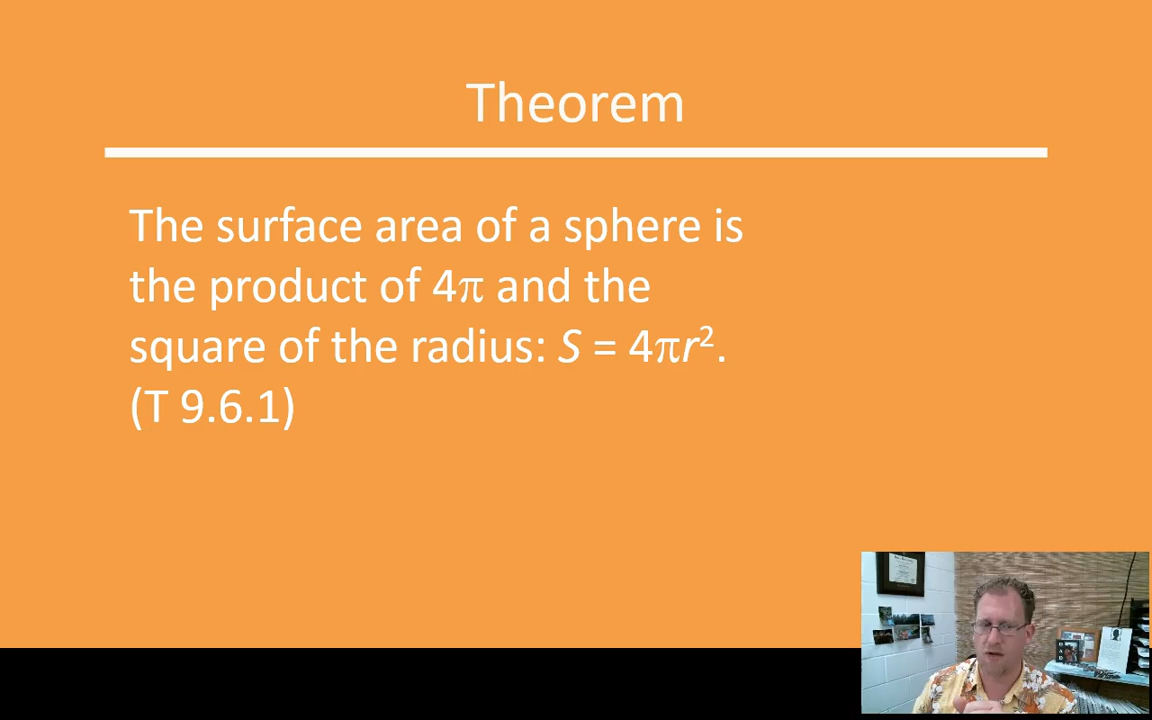 Theorem
The surface area of a sphere is
the product of 4π and the
square of the radius: S = 4πr².
(T 9.6.1)